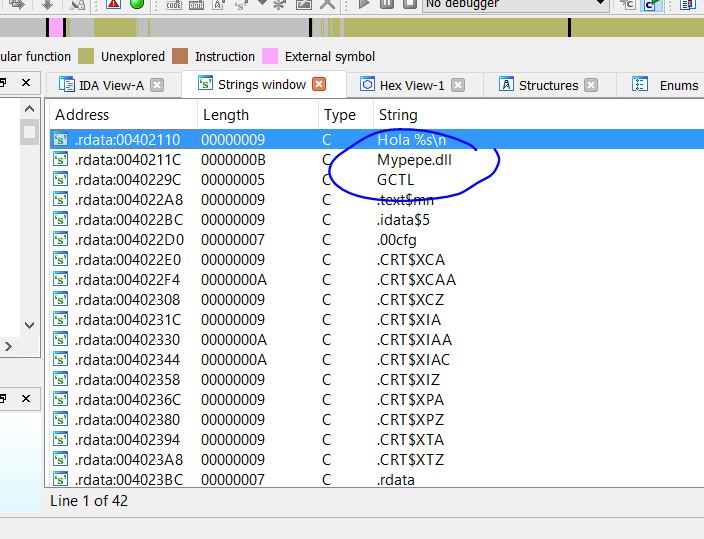 No debugger
ular function Unexplored Instruction External symbol
IDA View-A Strings window Hex View-1 Structures Enums
Address Length Type String
.rdata:00402110 00000009 C Hola %s\n
.rdata:0040211C 0000000B C Mypepe.dll
.rdata:0040229C 00000005 C GCTL
.rdata:004022A8 00000009 C .text$mn
.rdata:004022BC 00000009 C .idata$5
.rdata:004022D0 00000007 C .00cfg
.rdata:004022E0 00000009 C .CRT$XCA
.rdata:004022F4 0000000A C .CRT$XCAA
.rdata:00402308 00000009 C .CRT$XCZ
.rdata:0040231C 00000009 C .CRT$XIA
.rdata:00402330 0000000A C .CRT$XIAA
.rdata:00402344 0000000A C .CRT$XIAC
.rdata:00402358 00000009 C .CRT$XIZ
.rdata:0040236C 00000009 C .CRT$XPA
.rdata:00402380 00000009 C .CRT$XPZ
.rdata:00402394 00000009 C .CRT$XTA
.rdata:004023A8 00000009 C .CRT$XTZ
.rdata:004023BC 00000007 C .rdata
Line 1 of 42